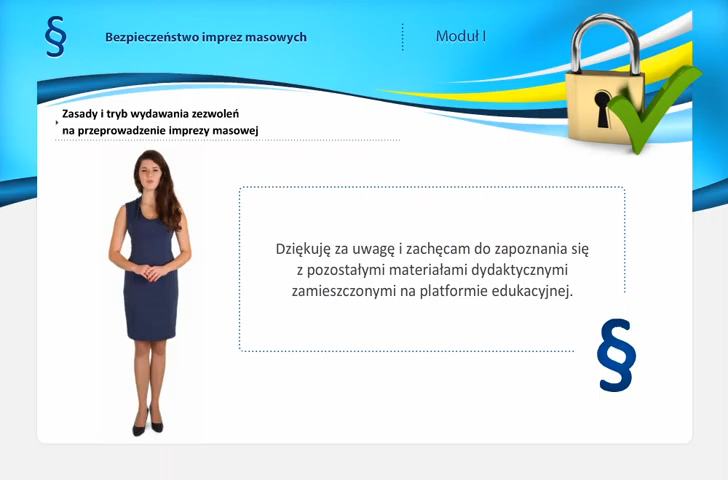 §
Bezpieczeństwo imprez masowych
Moduł I
Zasady i tryb wydawania zezwoleń
na przeprowadzenie imprezy masowej
Dziękuję za uwagę i zachęcam do zapoznania się
z pozostałymi materiałami dydaktycznymi
zamieszczonymi na platformie edukacyjnej.
§